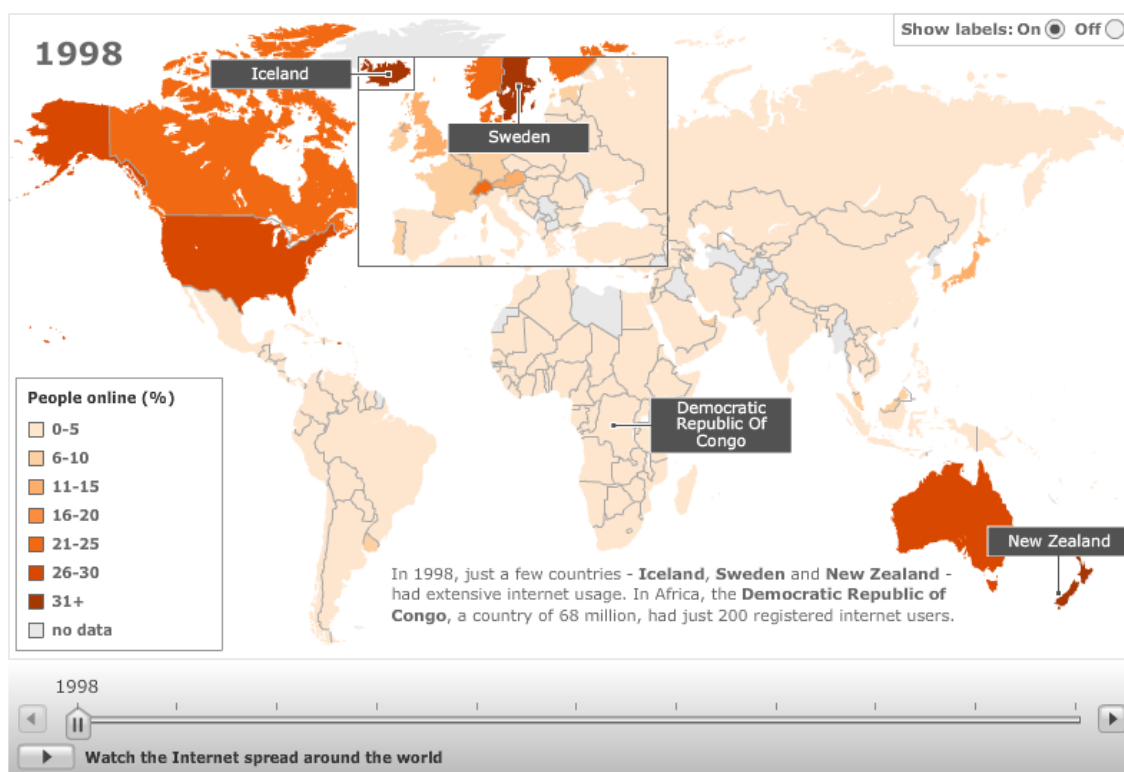 1998
Show labels: On Off
Iceland
Sweden
Democratic
Republic Of
Congo
New Zealand
People online (%)
0-5
6-10
11-15
16-20
21-25
26-30
31+
no data
In 1998, just a few countries - Iceland, Sweden and New Zealand -
had extensive internet usage. In Africa, the Democratic Republic of
Congo, a country of 68 million, had just 200 registered internet users.
1998
Watch the Internet spread around the world